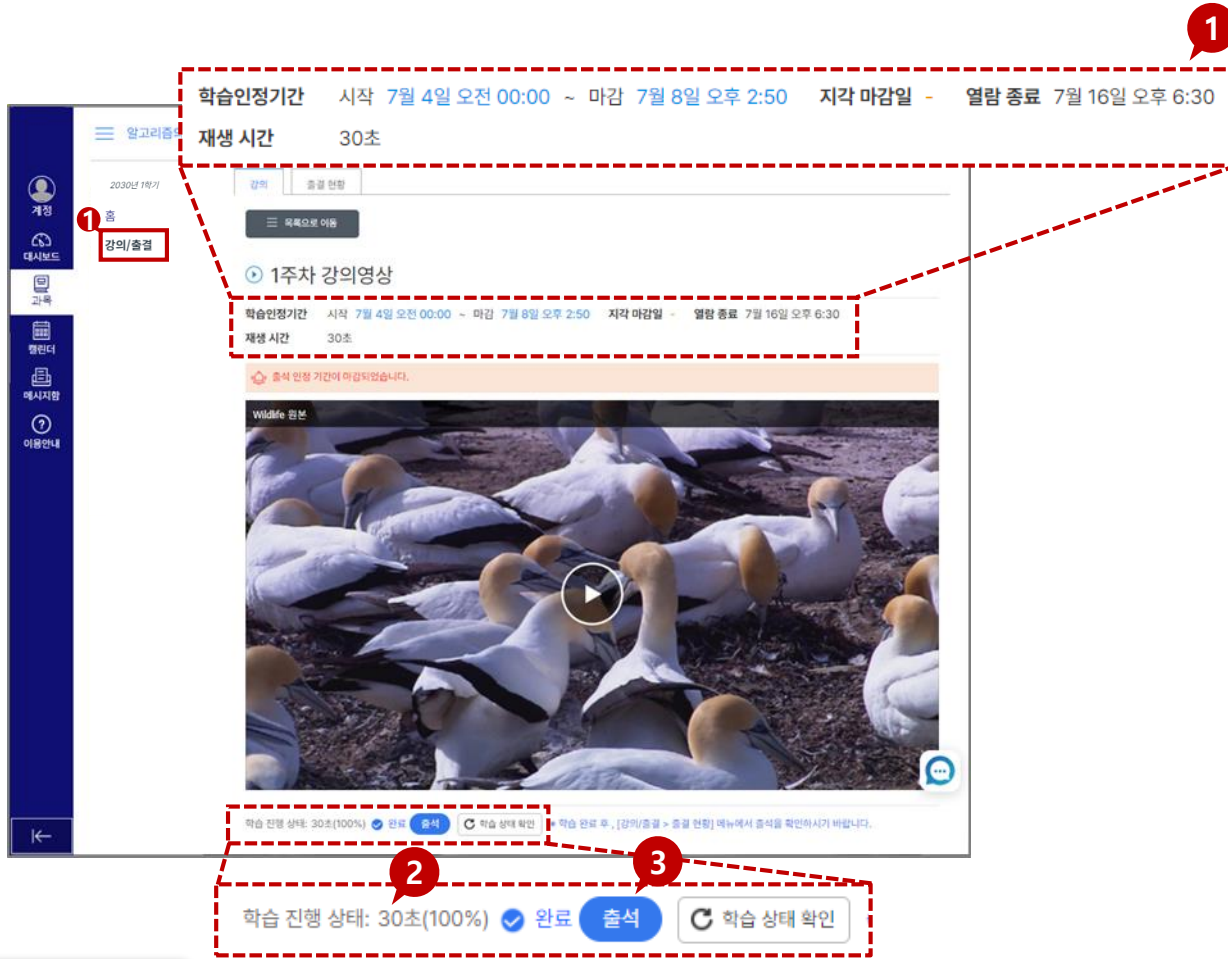 1
학습인정기간 시작 7월 4일 오전 00:00 ~ 마감 7월 8일 오후 2:50 지각 마감일 - 열람 종료 7월 16일 오후 6:30
재생 시간 30초
알고리즘의
계정
대시보드
과목
캘린더
메시지함
이용안내
2030년 1학기
1 홈
강의/출결
강의 출결 현황
목록으로 이동
1주차 강의영상
학습인정기간 시작 7월 4일 오전 00:00 ~ 마감 7월 8일 오후 2:50 지각 마감일 - 열람 종료 7월 16일 오후 6:30
재생 시간 30초
출석 인정 기간이 마감되었습니다.
Wildlife 원본
학습 진행 상태: 30초(100%) 완료 출석 학습 상태 확인 * 학습 완료 후, [강의/출결 > 출결 현황] 메뉴에서 출석을 확인하시기 바랍니다.
2
3
학습 진행 상태: 30초(100%) 완료 출석 학습 상태 확인